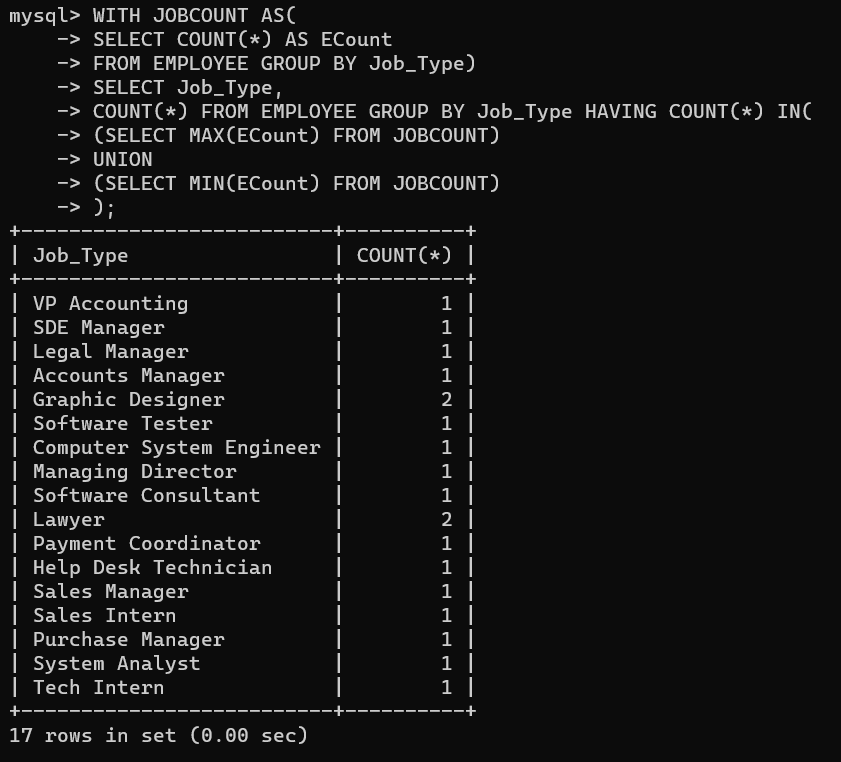 mysql> WITH JOBCOUNT AS(
    -> SELECT COUNT(*) AS ECount
    -> FROM EMPLOYEE GROUP BY Job_Type)
    -> SELECT Job_Type,
    -> COUNT(*) FROM EMPLOYEE GROUP BY Job_Type HAVING COUNT(*) IN(
    -> (SELECT MAX(ECount) FROM JOBCOUNT)
    -> UNION
    -> (SELECT MIN(ECount) FROM JOBCOUNT)
    -> );
+--------------------------+----------+
| Job_Type                 | COUNT(*) |
+--------------------------+----------+
| VP Accounting            |        1 |
| SDE Manager              |        1 |
| Legal Manager            |        1 |
| Accounts Manager         |        1 |
| Graphic Designer         |        2 |
| Software Tester          |        1 |
| Computer System Engineer |        1 |
| Managing Director        |        1 |
| Software Consultant      |        1 |
| Lawyer                   |        2 |
| Payment Coordinator      |        1 |
| Help Desk Technician     |        1 |
| Sales Manager            |        1 |
| Sales Intern             |        1 |
| Purchase Manager         |        1 |
| System Analyst           |        1 |
| Tech Intern              |        1 |
+--------------------------+----------+
17 rows in set (0.00 sec)